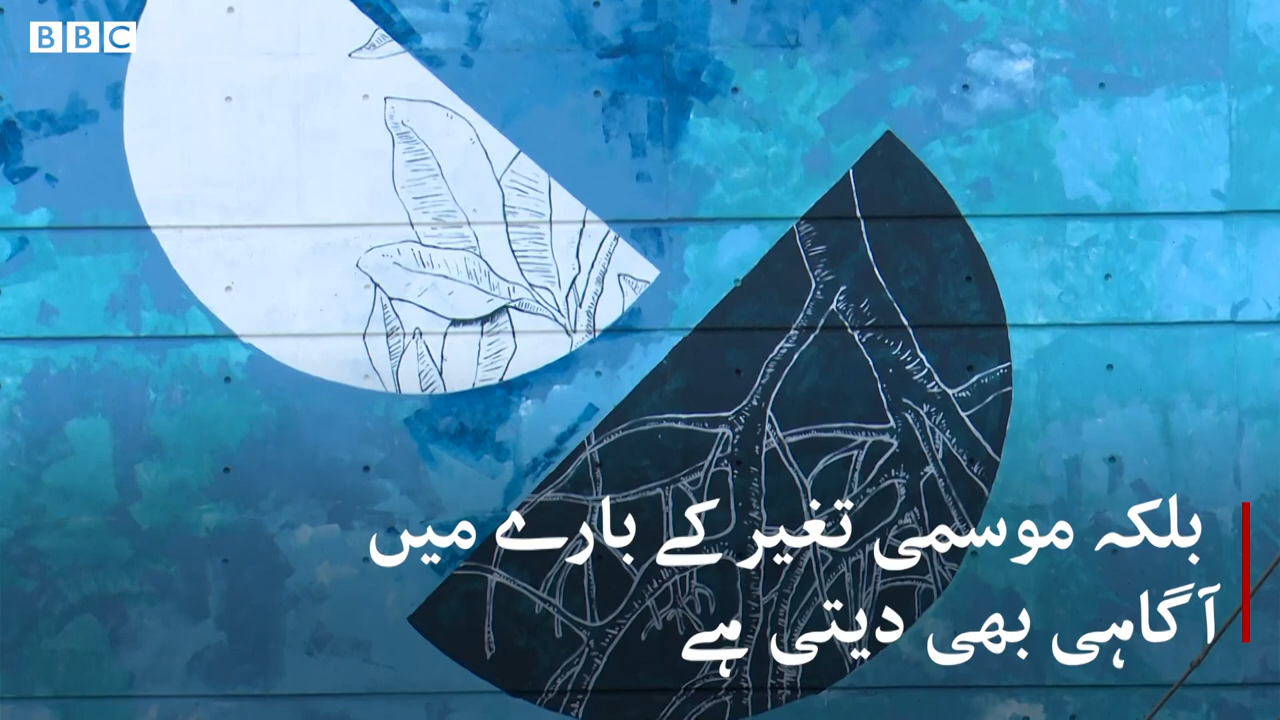 BBC
بلکہ موسمی تغیر کے بارے میں
آگاہی بھی دیتی ہے